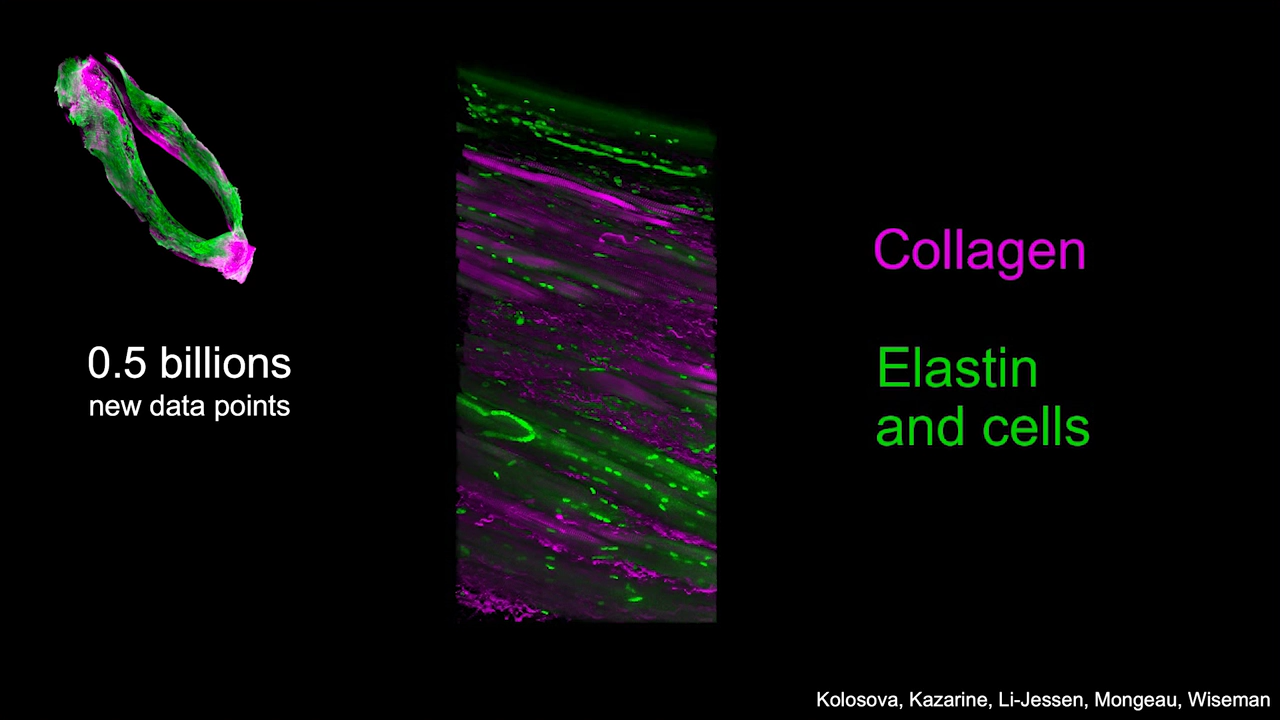 0.5 billions
new data points
Collagen
Elastin
and cells
Kolosova, Kazarine, Li-Jessen, Mongeau, Wiseman